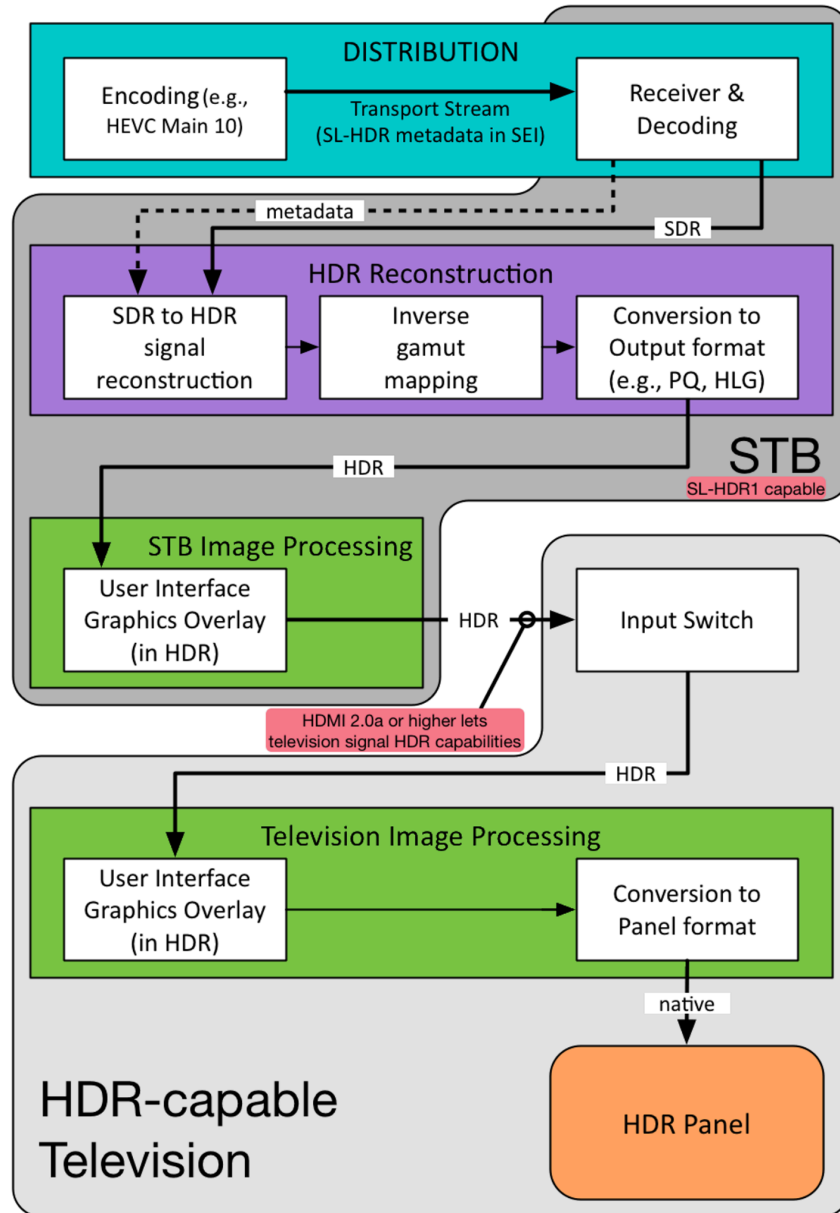 DISTRIBUTION
Encoding (e.g.,
HEVC Main 10)
Transport Stream
(SL-HDR metadata in SEI)
Receiver &
Decoding
metadata
SDR
HDR Reconstruction
SDR to HDR
signal
reconstruction
Inverse
gamut
mapping
Conversion to
Output format
(e.g., PQ, HLG)
STB
SL-HDR1 capable
HDR
STB Image Processing
User Interface
Graphics Overlay
(in HDR)
HDR
Input Switch
HDMI 2.0a or higher lets
television signal HDR capabilities
HDR
Television Image Processing
User Interface
Graphics Overlay
(in HDR)
Conversion to
Panel format
native
HDR Panel
HDR-capable
Television